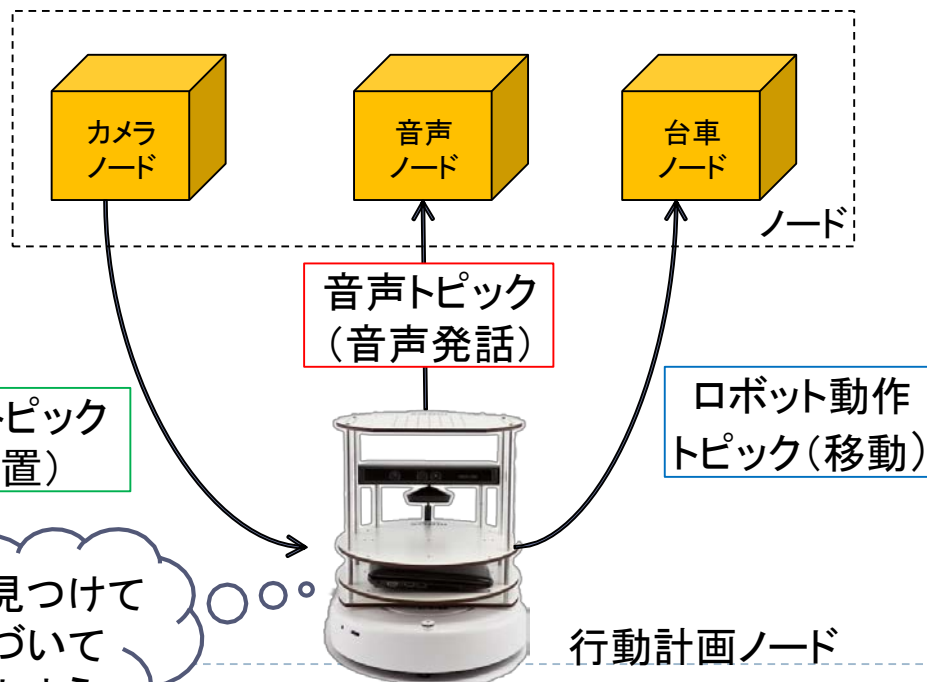 カメラ
ノード
音声
ノード
台車
ノード
ノード
音声トピック
（音声発話）
トピック
置）
ロボット動作
トピック（移動）
見つけて
づいて
行動計画ノード